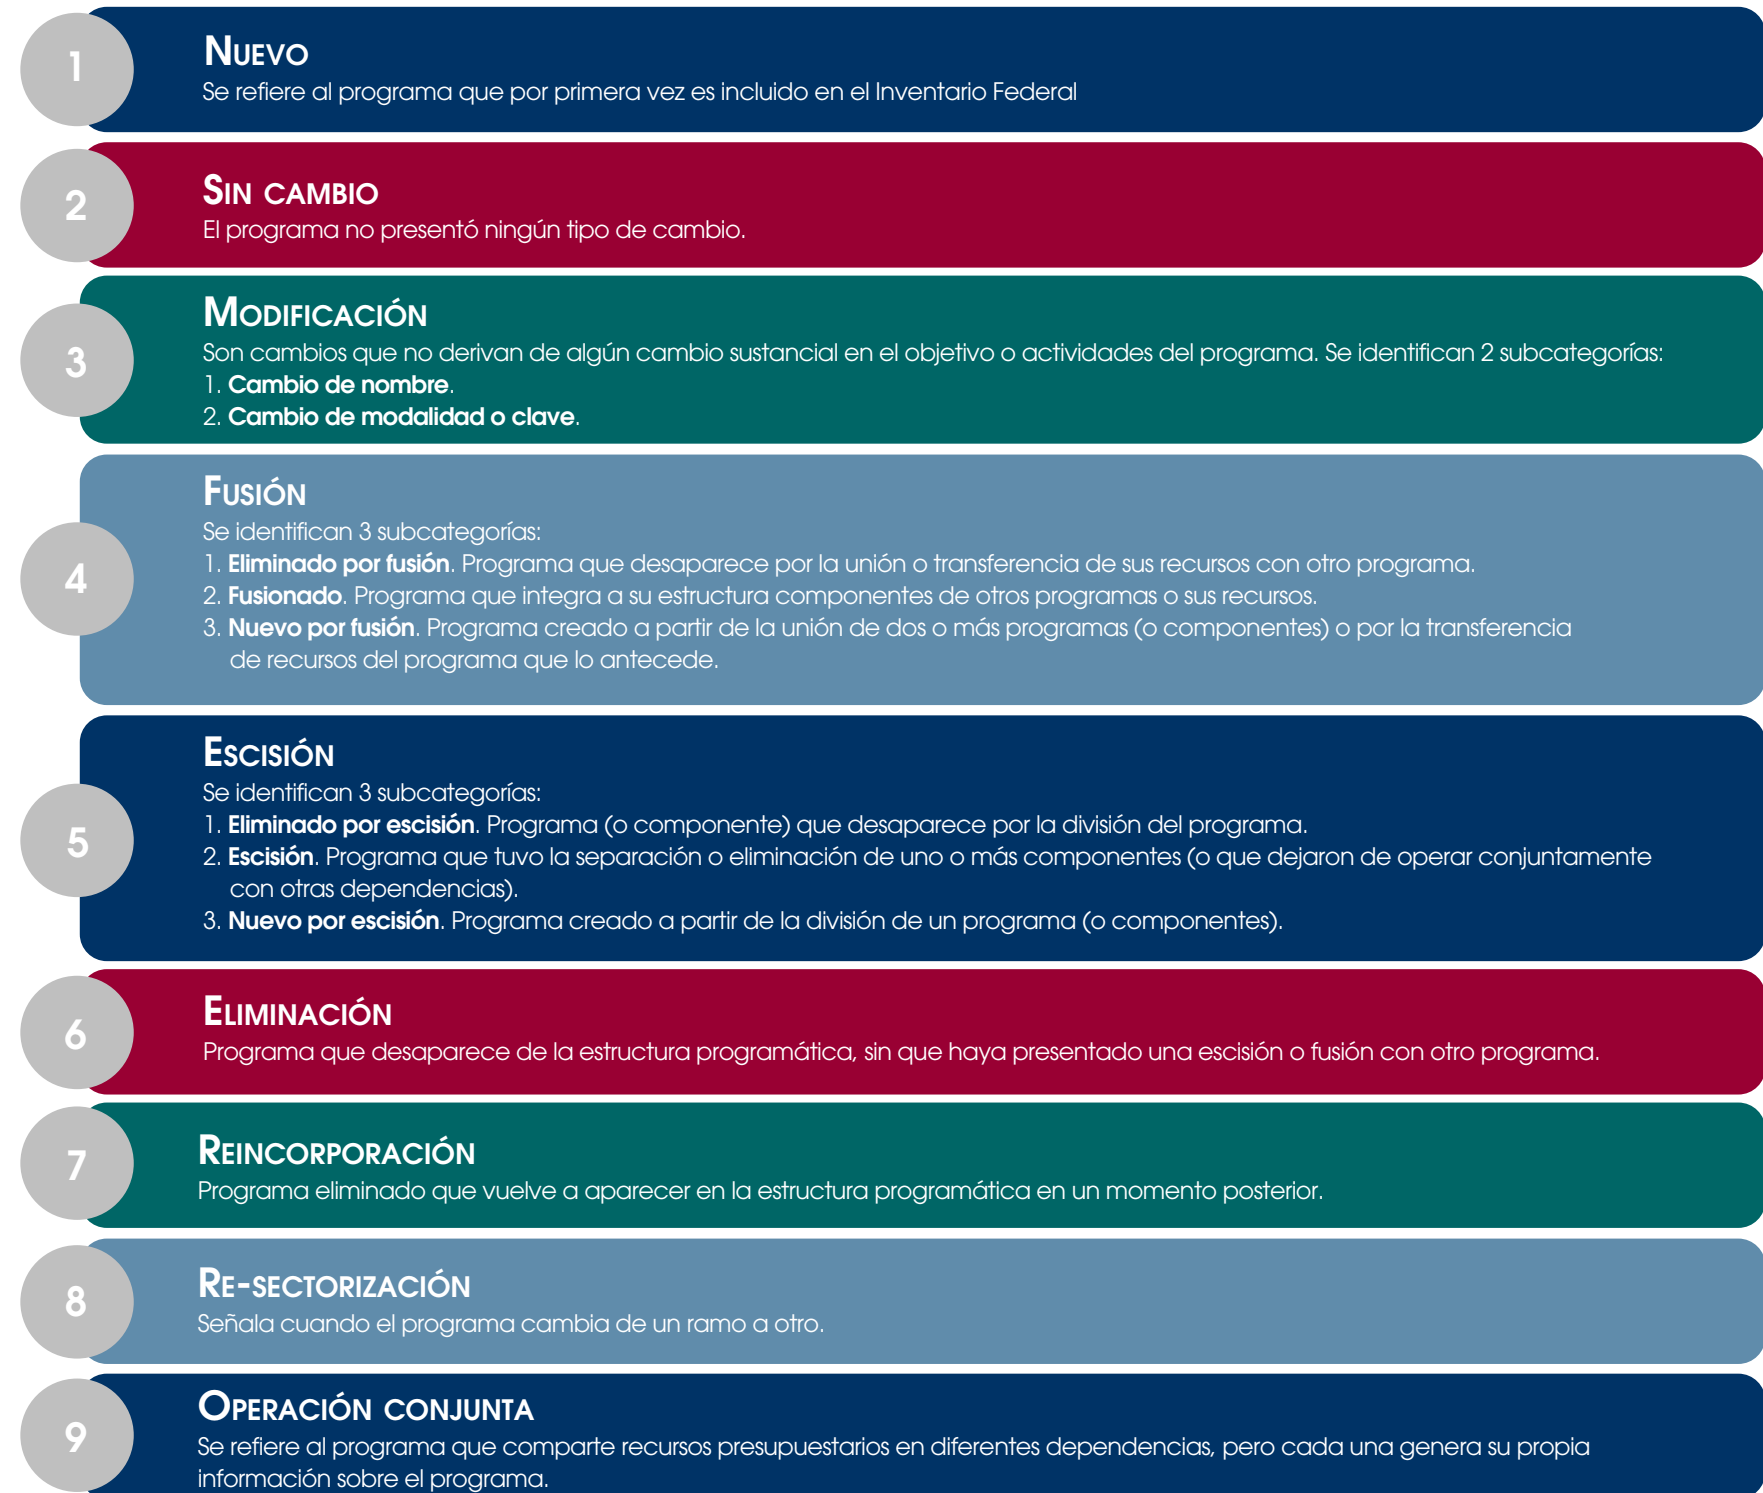 1
NUEVO
Se refiere al programa que por primera vez es incluido en el Inventario Federal
2
SIN CAMBIO
El programa no presentó ningún tipo de cambio.
3
MODIFICACIÓN
Son cambios que no derivan de algún cambio sustancial en el objetivo o actividades del programa. Se identifican 2 subcategorías:
1. Cambio de nombre.
2. Cambio de modalidad o clave.
4
FUSIÓN
Se identifican 3 subcategorías:
1. Eliminado por fusión. Programa que desaparece por la unión o transferencia de sus recursos con otro programa.
2. Fusionado. Programa que integra a su estructura componentes de otros programas o sus recursos.
3. Nuevo por fusión. Programa creado a partir de la unión de dos o más programas (o componentes) o por la transferencia
de recursos del programa que lo antecede.
5
ESCISIÓN
Se identifican 3 subcategorías:
1. Eliminado por escisión. Programa (o componente) que desaparece por la división del programa.
2. Escisión. Programa que tuvo la separación o eliminación de uno o más componentes (o que dejaron de operar conjuntamente
con otras dependencias).
3. Nuevo por escisión. Programa creado a partir de la división de un programa (o componentes).
6
ELIMINACIÓN
Programa que desaparece de la estructura programática, sin que haya presentado una escisión o fusión con otro programa.
7
REINCORPORACIÓN
Programa eliminado que vuelve a aparecer en la estructura programática en un momento posterior.
8
RE-SECTORIZACIÓN
Señala cuando el programa cambia de un ramo a otro.
9
OPERACIÓN CONJUNTA
Se refiere al programa que comparte recursos presupuestarios en diferentes dependencias, pero cada una genera su propia
información sobre el programa.